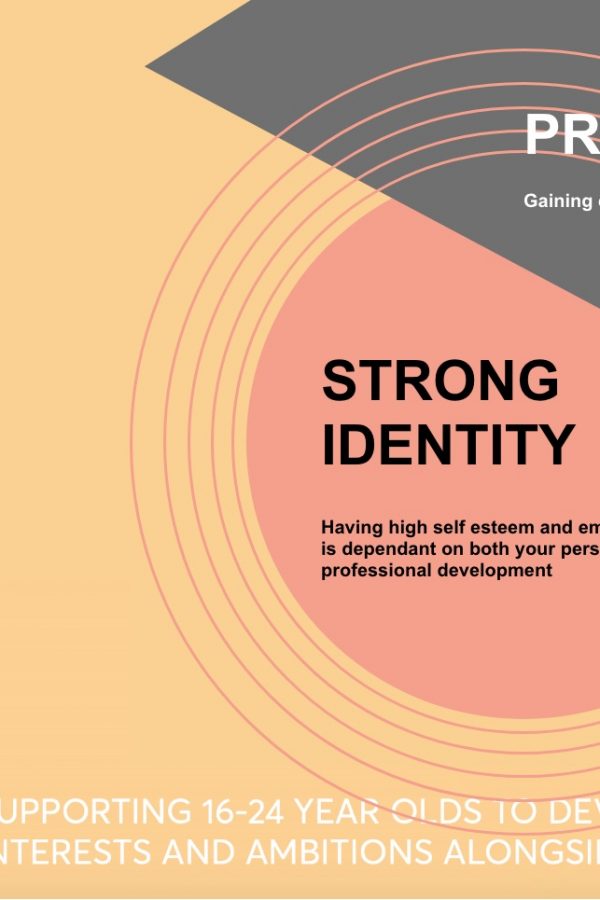 PR
Gaining
STRONG
IDENTITY
Having high self esteem and em
is dependant on both your pers
professional development
UPPORTING 16-24 YEAR OLDS TO DEV
NTERESTS AND AMBITIONS ALONGSI